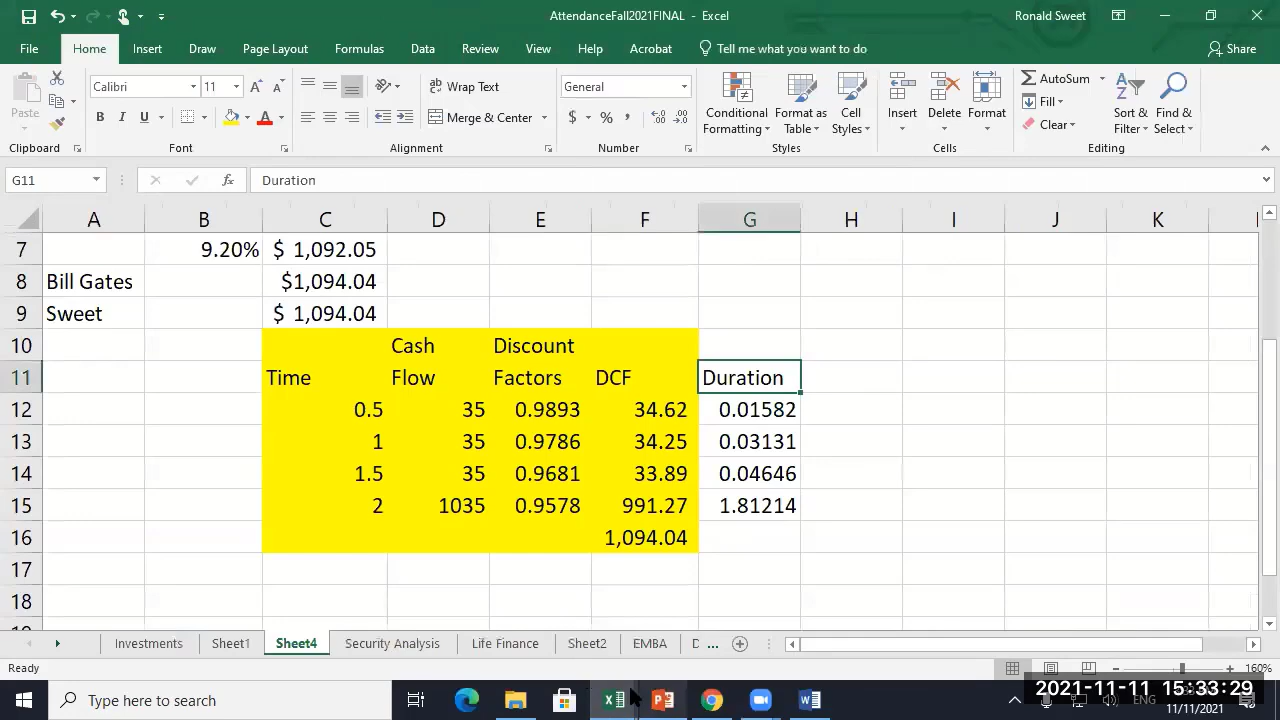 AttendanceFall2021FINAL - Excel
Ronald Sweet
File Home Insert Draw Page Layout Formulas Data Review View Help Acrobat Tell me what you want to do Share
Paste
Calibri 11
B I U
Wrap Text
Merge & Center
General
$ % ,
Conditional Formatting
Format as Table
Cell Styles
Insert Delete Format
AutoSum
Fill
Clear
Sort & Filter
Find & Select
Clipboard Font Alignment Number Styles Cells Editing
G11 fx Duration
A B C D E F G H I J K
7 9.20% $ 1,092.05
8 Bill Gates $1,094.04
9 Sweet $ 1,094.04
10 Cash Discount
11 Time Flow Factors DCF Duration
12 0.5 35 0.9893 34.62 0.01582
13 1 35 0.9786 34.25 0.03131
14 1.5 35 0.9681 33.89 0.04646
15 2 1035 0.9578 991.27 1.81214
16 1,094.04
17
18
Investments Sheet1 Sheet4 Security Analysis Life Finance Sheet2 EMBA D ...
Ready 160%
Type here to search
ENG
2021-11-11 15:33:29
11/11/2021